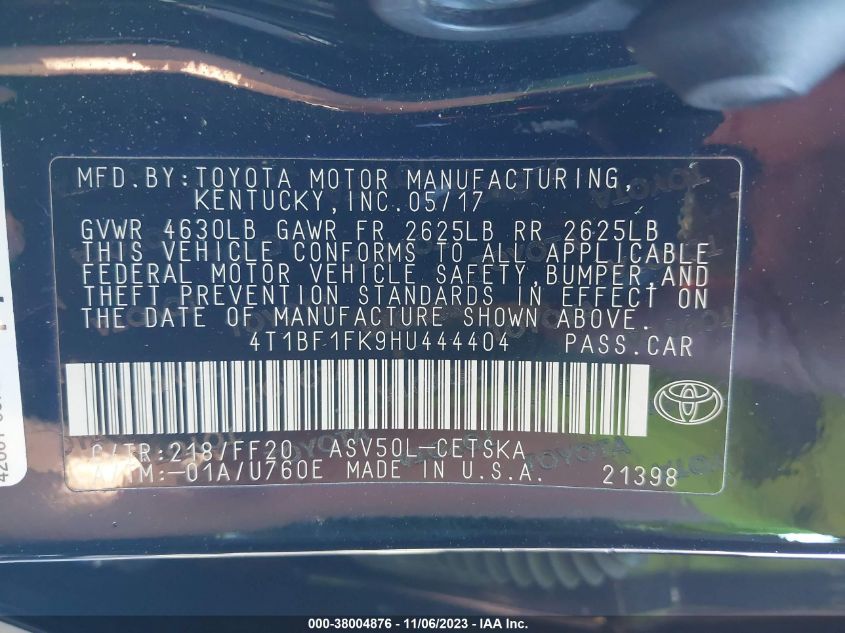 MFD.BY:TOYOTA MOTOR MANUFACTURING,
KENTUCKY,INC.05/17
GVWR 4630LB GAWR FR 2625LB RR 2625LB
THIS VEHICLE CONFORMS TO ALL APPLICABLE
FEDERAL MOTOR VEHICLE SAFETY,BUMPER,AND
THEFT PREVENTION STANDARDS IN EFFECT ON
THE DATE OF MANUFACTURE SHOWN ABOVE.
4T1BF1FK9HU444404 PASS.CAR
C/TR:218/FF20 ASV50L-CETSKA
A/TM:-01A/U760E MADE IN U.S.A. 21398
TOYOTA
000-38004876 - 11/06/2023 - IAA Inc.